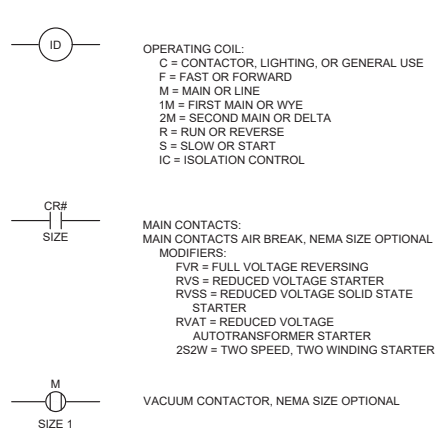 ID
OPERATING COIL:
C = CONTACTOR, LIGHTING, OR GENERAL USE
F = FAST OR FORWARD
M = MAIN OR LINE
1M = FIRST MAIN OR WYE
2M = SECOND MAIN OR DELTA
R = RUN OR REVERSE
S = SLOW OR START
IC = ISOLATION CONTROL
CR#
SIZE
MAIN CONTACTS:
MAIN CONTACTS AIR BREAK, NEMA SIZE OPTIONAL
MODIFIERS:
FVR = FULL VOLTAGE REVERSING
RVS = REDUCED VOLTAGE STARTER
RVSS = REDUCED VOLTAGE SOLID STATE
STARTER
RVAT = REDUCED VOLTAGE
AUTOTRANSFORMER STARTER
2S2W = TWO SPEED, TWO WINDING STARTER
M
SIZE 1
VACUUM CONTACTOR, NEMA SIZE OPTIONAL